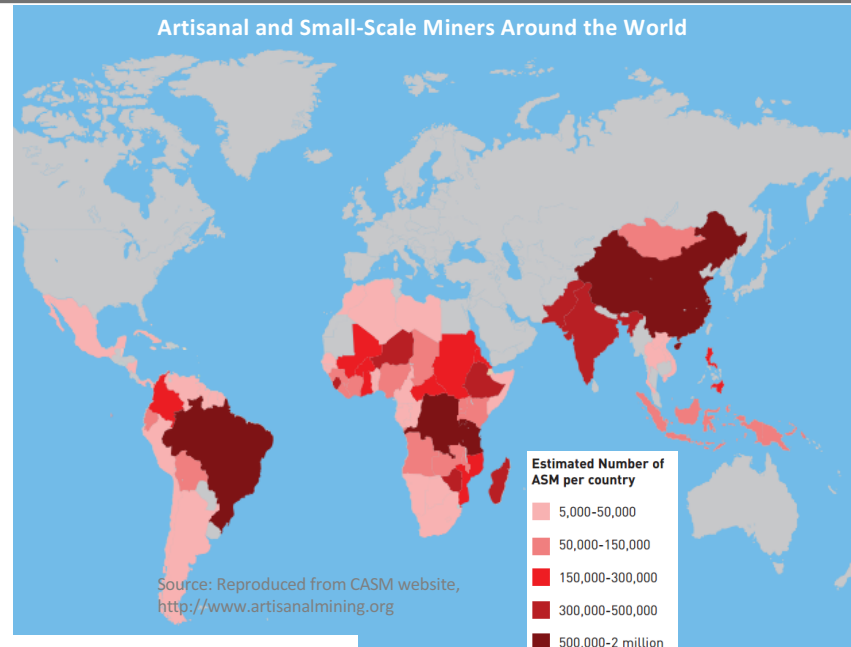 Artisanal and Small-Scale Miners Around the World
Estimated Number of
ASM per country
5,000-50,000
50,000-150,000
150,000-300,000
300,000-500,000
500,000-2 million
Source: Reproduced from CASM website,
http://www.artisanalmining.org